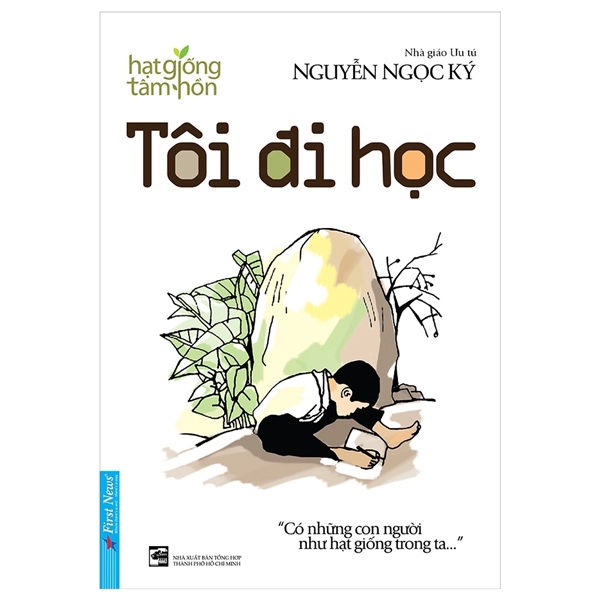 hạt giống
tâm hồn
Nhà giáo Ưu tú
NGUYỄN NGỌC KÝ
Tôi đi học
"Có những con người
như hạt giống trong ta..."
First News
NHÀ XUẤT BẢN TỔNG HỢP
THÀNH PHỐ HỒ CHÍ MINH